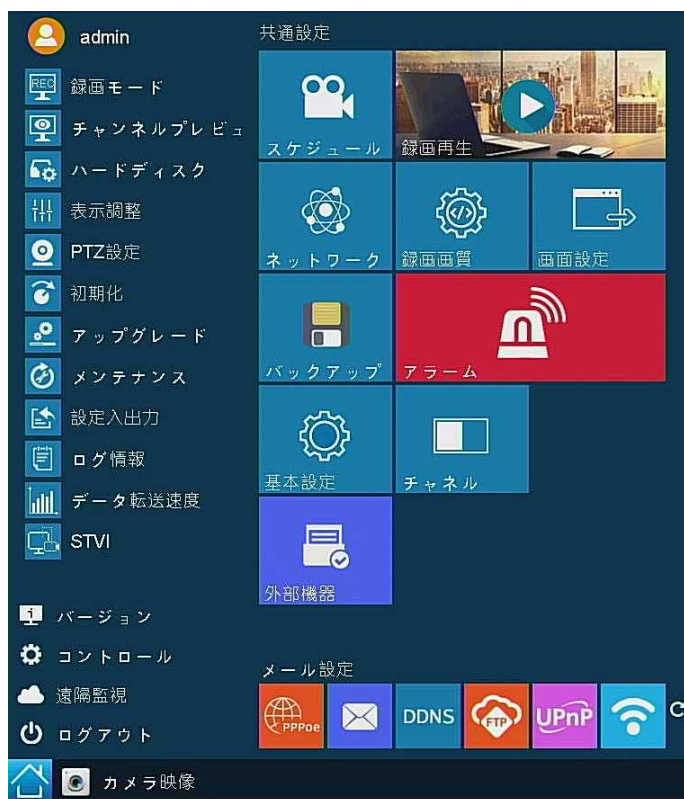 admin
REC
録画モード
チャンネルプレビュ
ハードディスク
表示調整
PTZ設定
初期化
アップグレード
メンテナンス
設定入出力
ログ情報
データ転送速度
STVI
バージョン
コントロール
遠隔監視
ログアウト
共通設定
スケジュール
録画再生
ネットワーク
録画画質
画面設定
バックアップ
アラーム
基本設定
チャネル
外部機器
メール設定
PPPoe
DDNS
FTP
UPnP
カメラ映像